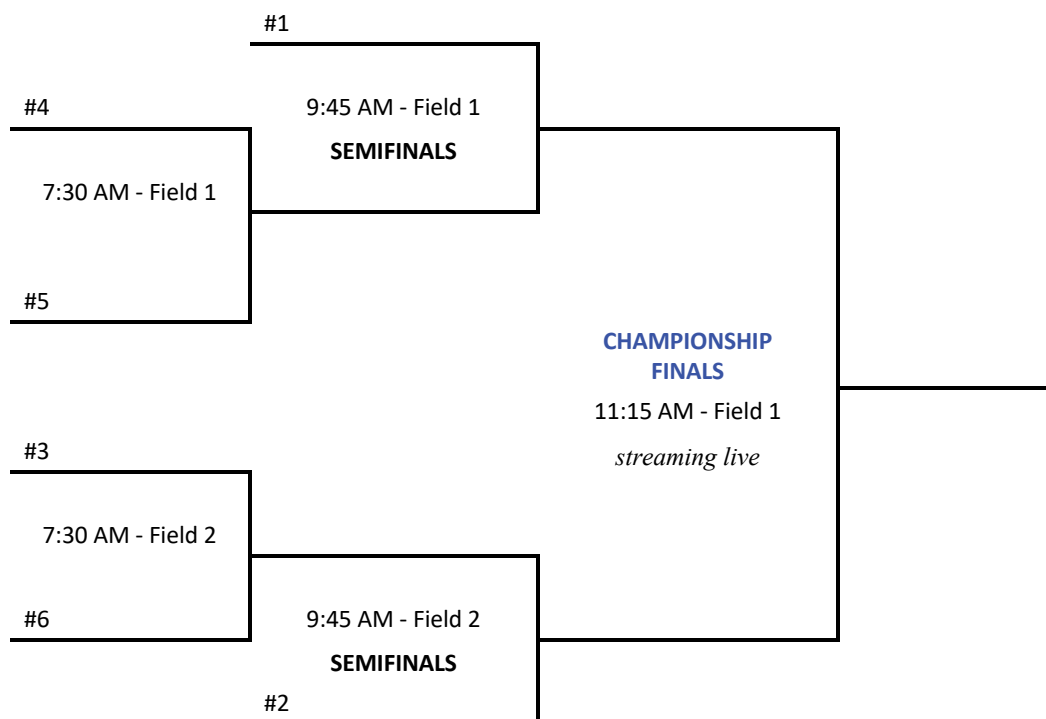 #1
#4
9:45 AM - Field 1
SEMIFINALS
7:30 AM - Field 1
#5
CHAMPIONSHIP
FINALS
11:15 AM - Field 1
streaming live
#3
7:30 AM - Field 2
#6
9:45 AM - Field 2
SEMIFINALS
#2